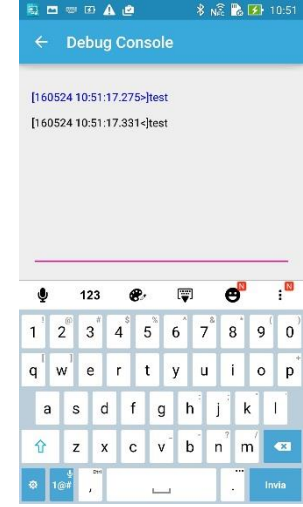 10:51
Debug Console
[160524 10:51:17.275>]test
[160524 10:51:17.331<]test
123
N
N
1 ! 2 @ 3 # 4 $ 5 % 6 ^ 7 & 8 * 9 ( 0 )
q w e r t y u i o p
a s d f g h j k l
z x c v b n ? m
1@# , . Invia